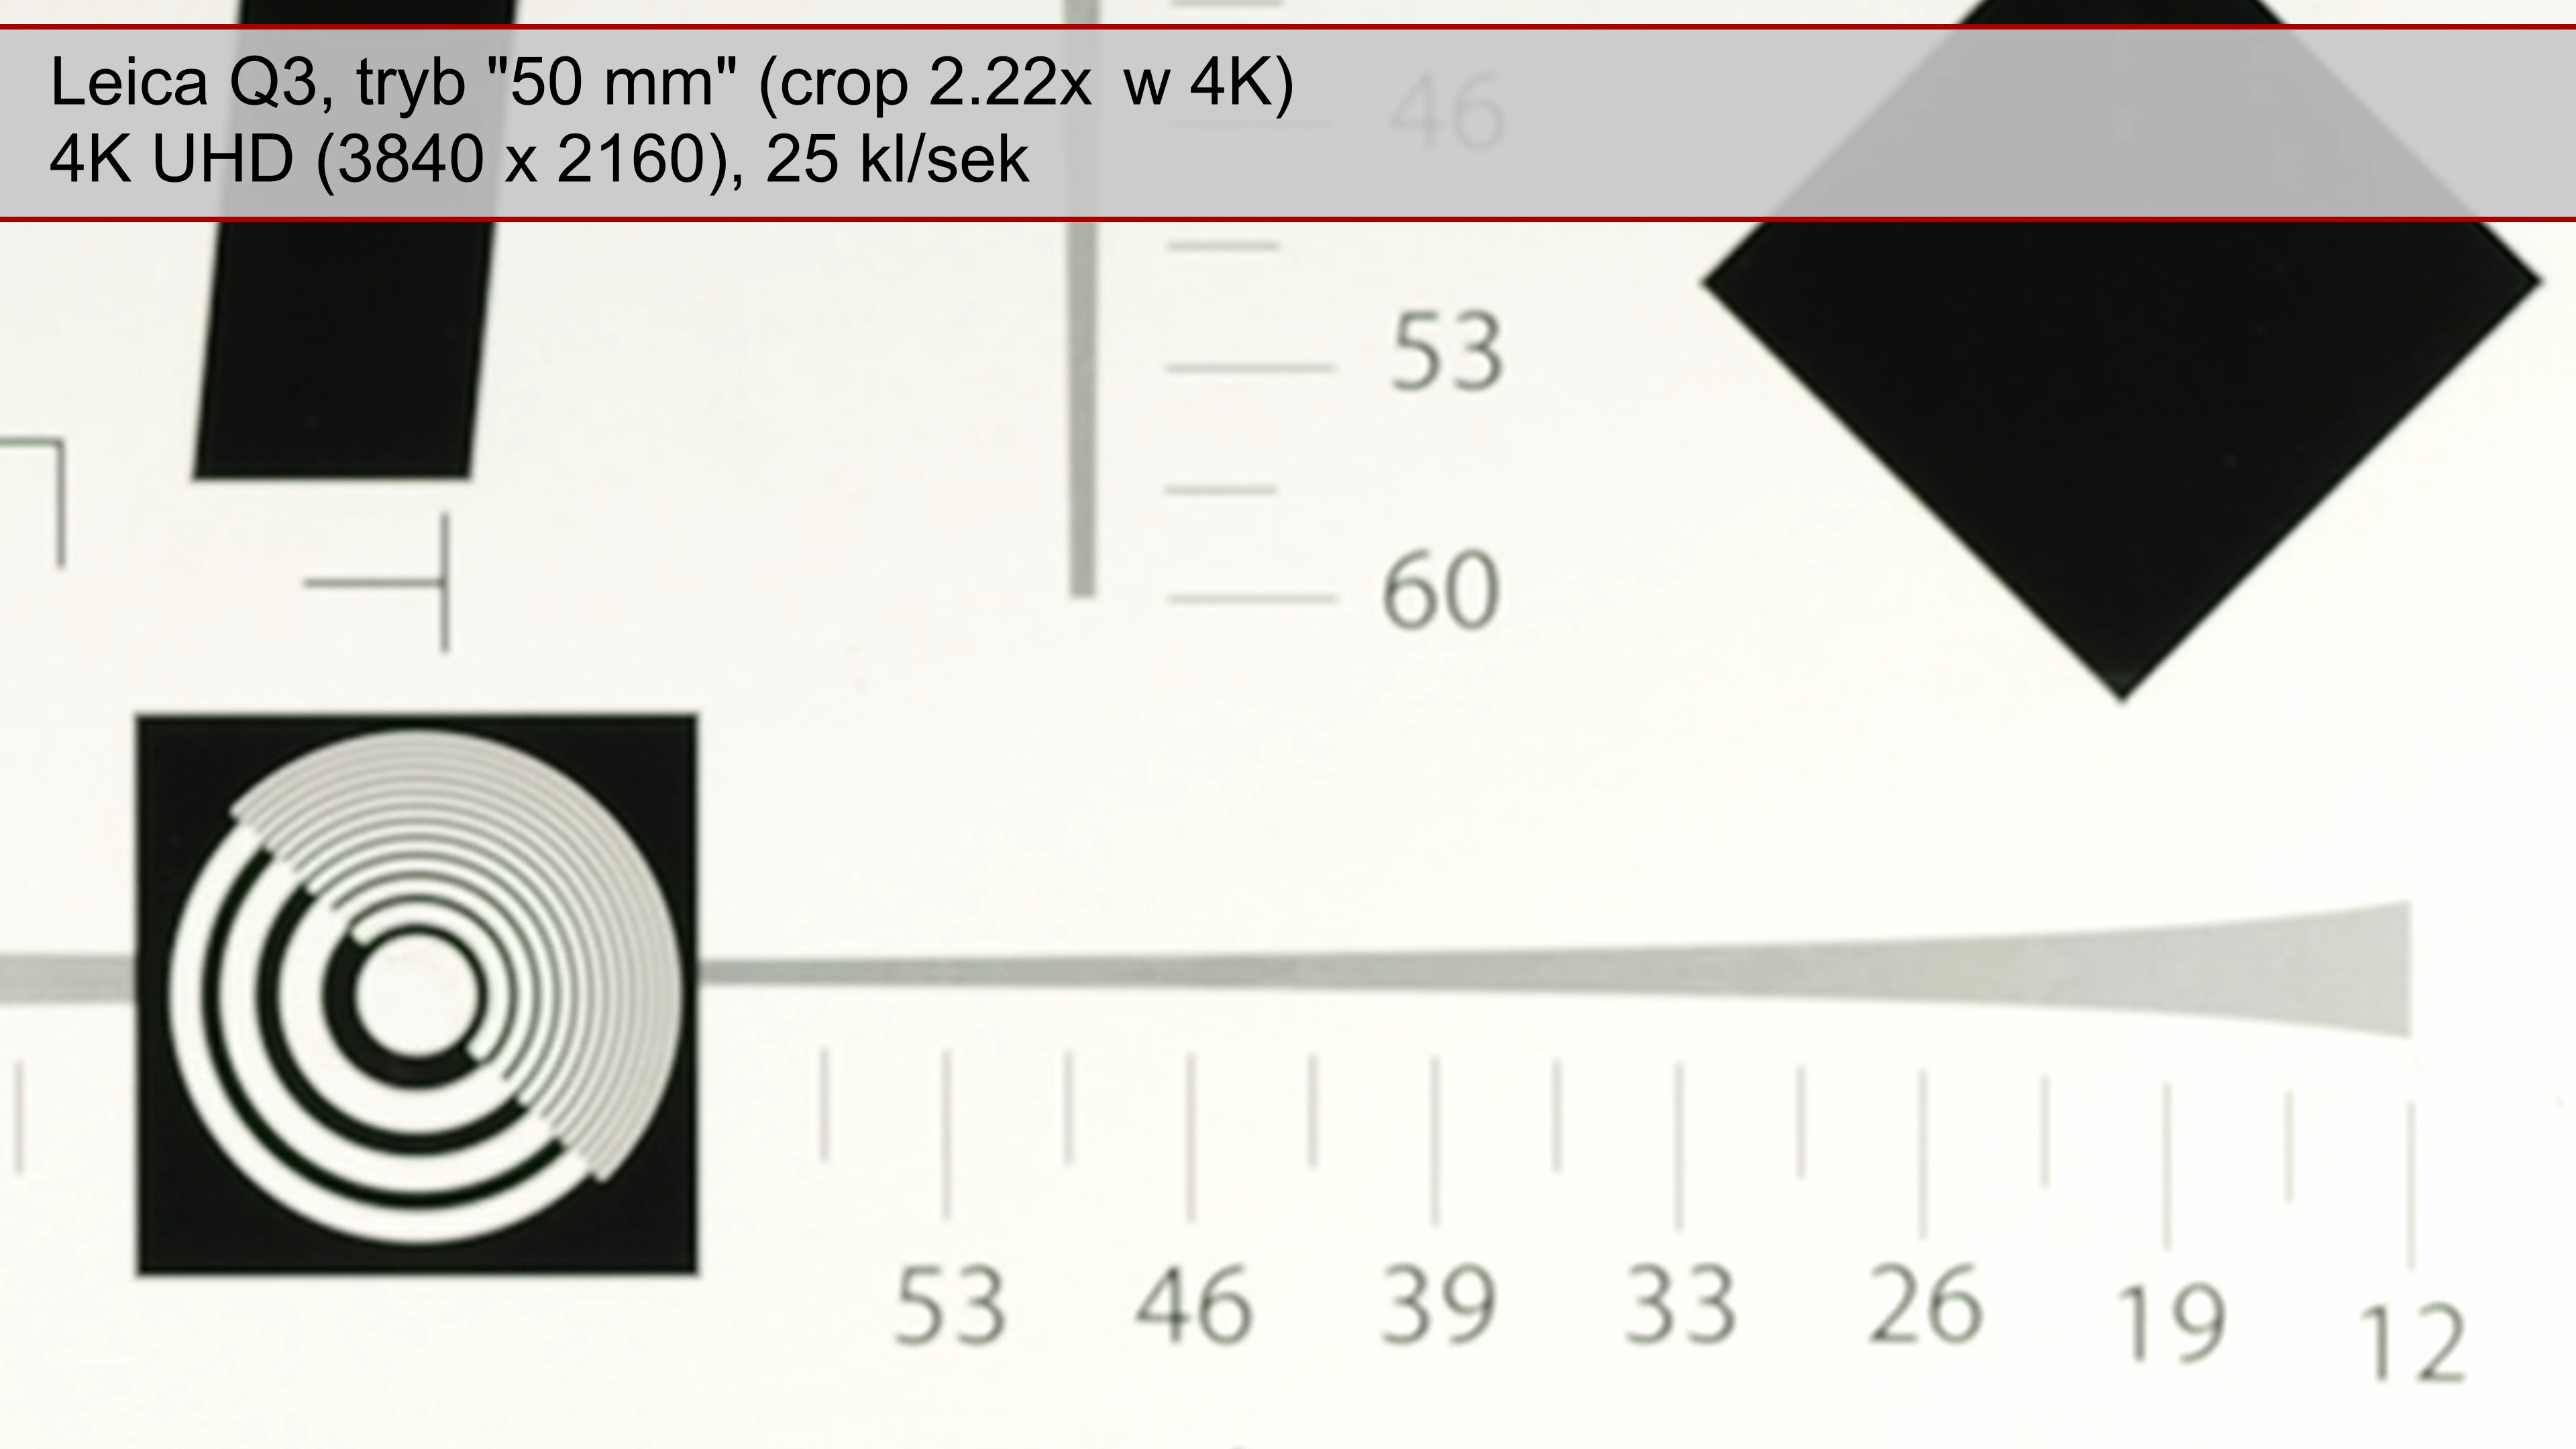 Leica Q3, tryb "50 mm" (crop 2.22x w 4K)
4K UHD (3840 x 2160), 25 kl/sek
46
53
60
53 46 39 33 26 19 12